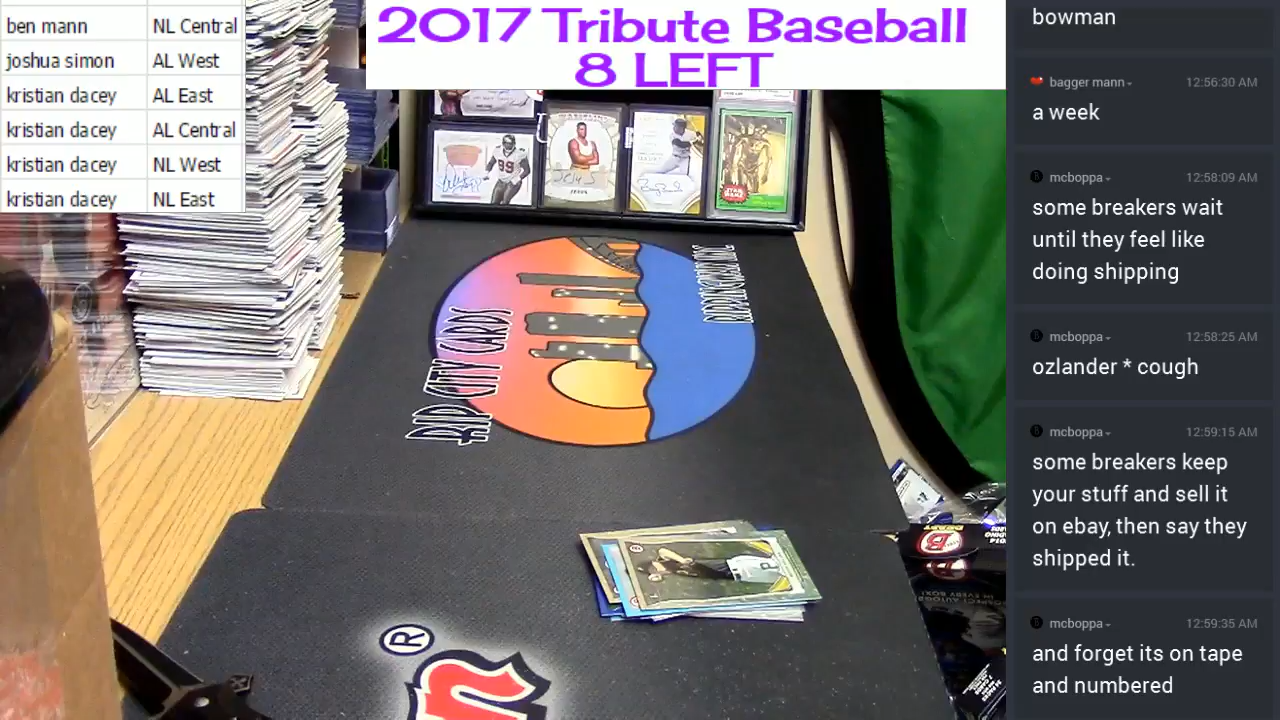 ben mann NL Central
joshua simon AL West
kristian dacey AL East
kristian dacey AL Central
kristian dacey NL West
kristian dacey NL East
2017 Tribute Baseball
8 LEFT
RIP CITY CARDS
®
99
STAR WARS
bowman
bagger mann 12:56:30 AM
a week
mcboppa 12:58:09 AM
some breakers wait
until they feel like
doing shipping
mcboppa 12:58:25 AM
ozlander * cough
mcboppa 12:59:15 AM
some breakers keep
your stuff and sell it
on ebay, then say they
shipped it.
mcboppa 12:59:35 AM
and forget its on tape
and numbered